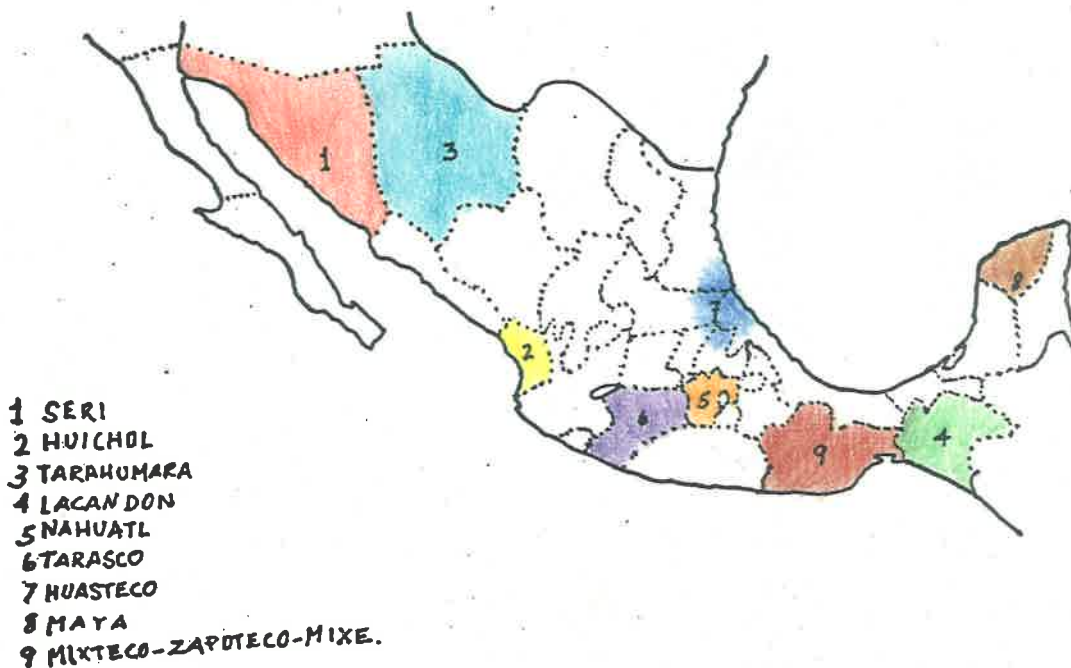 1
3
7
8
2
5
6
4
9
1 SERI
2 HUICHOL
3 TARAHUMARA
4 LACANDON
5 NAHUATL
6 TARASCO
7 HUASTECO
8 MAYA
9 MIXTECO-ZAPOTECO-MIXE.